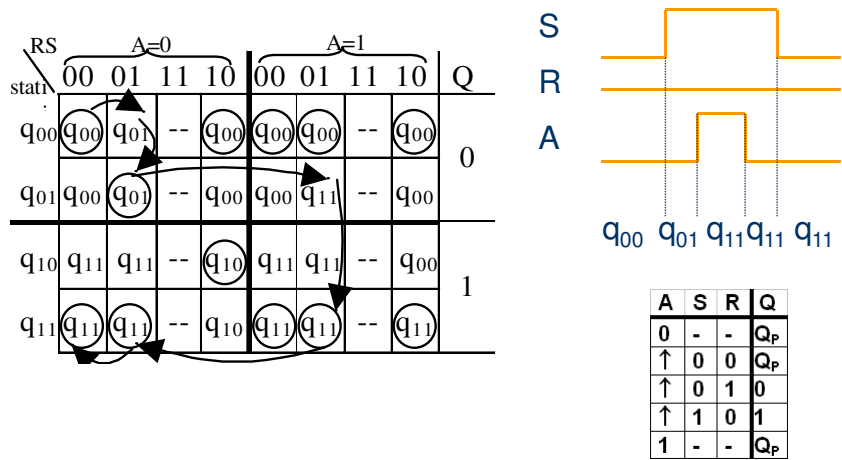 RS A=0 A=1
00 01 11 10 00 01 11 10 Q
stati
.
q00 q00 q01 -- q00 q00 q00 -- q00
0
q01 q00 q01 -- q00 q00 q11 -- q00
q10 q11 q11 -- q10 q11 q11 -- q00
1
q11 q11 q11 -- q10 q11 q11 -- q11
S
R
A
q00 q01 q11 q11 q11
A S R Q
0 - - QP
↑ 0 0 QP
↑ 0 1 0
↑ 1 0 1
1 - - QP